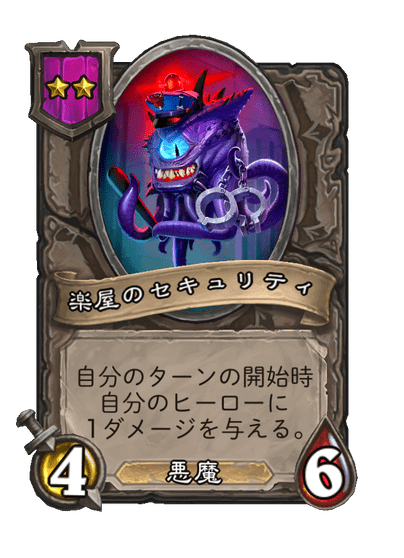 楽屋のセキュリティ
自分のターンの開始時
自分のヒーローに
1ダメージを与える。
4
悪魔
6